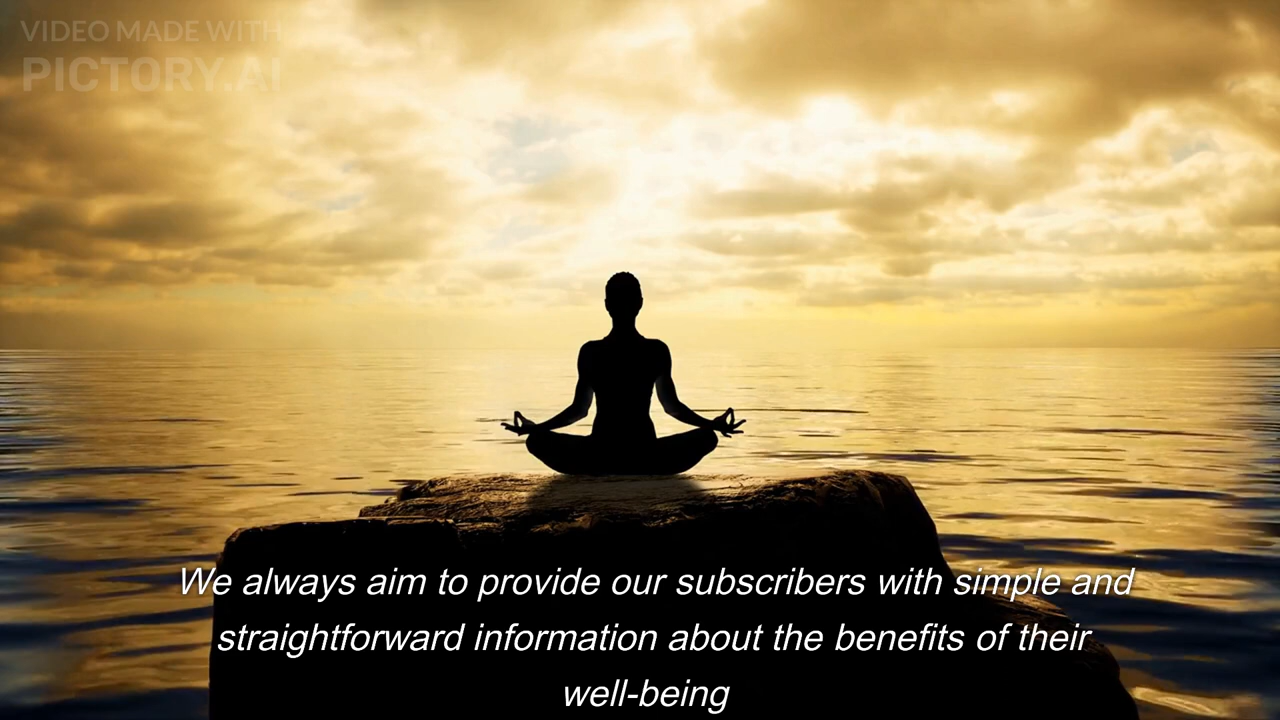 VIDEO MADE WITH
PICTORY.AI
We always aim to provide our subscribers with simple and
straightforward information about the benefits of their
well-being